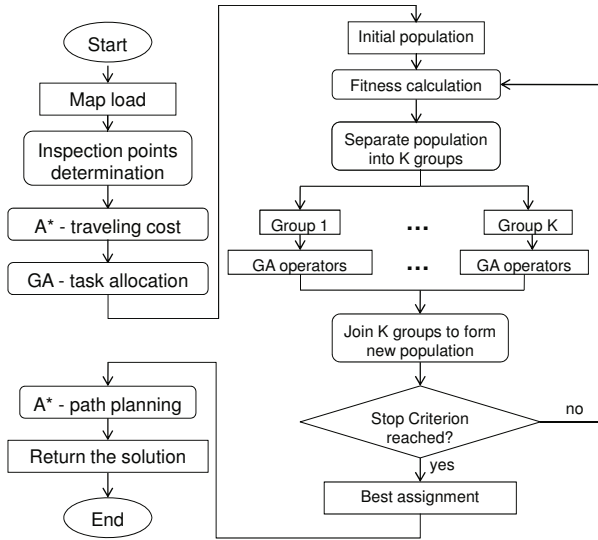 Start
Map load
Inspection points
determination
A* - traveling cost
GA - task allocation
Initial population
Fitness calculation
Separate population
into K groups
Group 1
...
Group K
GA operators
...
GA operators
Join K groups to form
new population
Stop Criterion
reached?
no
yes
Best assignment
A* - path planning
Return the solution
End